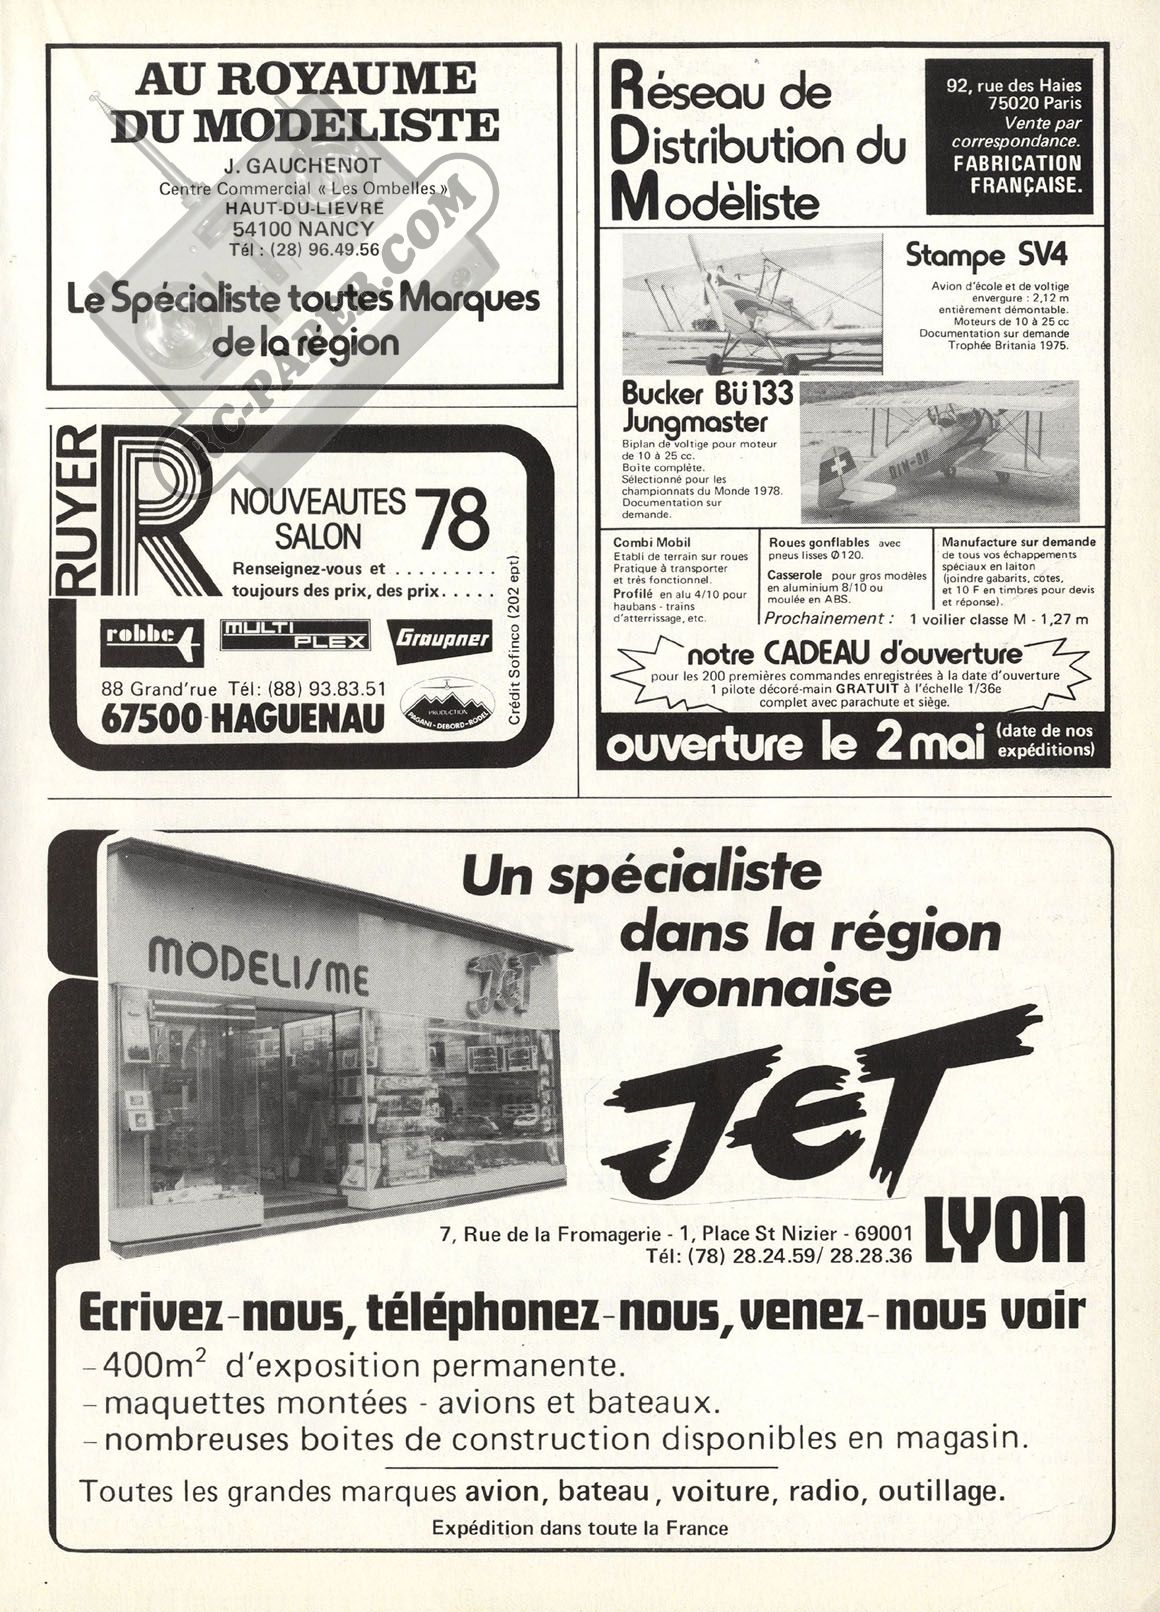 AU ROYAUME
DU MODELISTE
J. GAUCHENOT
Centre Commercial « Les Ombelles »
HAUT-DU-LIEVRE
54100 NANCY
Tél : (28) 96.49.56
Le Spécialiste toutes Marques
de la région
RC-PAPER.COM
RUYER
R
NOUVEAUTES
SALON 78
Renseignez-vous et . . . . . . . . .
toujours des prix, des prix . . . . .
robbe
MULTI
PLEX
Graupner
88 Grand'rue Tél: (88) 93.83.51
67500-HAGUENAU
PRODUCTION
PAGANI-DEBORD-RODEL
Crédit Sofinco (202 ept)
Réseau de
Distribution du
Modèliste
92, rue des Haies
75020 Paris
Vente par
correspondance.
FABRICATION
FRANÇAISE.
Stampe SV4
Avion d'école et de voltige
envergure : 2,12 m
entièrement démontable.
Moteurs de 10 à 25 cc
Documentation sur demande
Trophée Britania 1975.
Bucker Bü 133
Jungmaster
Biplan de voltige pour moteur
de 10 à 25 cc.
Boite complète.
Sélectionné pour les
championnats du Monde 1978.
Documentation sur
demande.
Combi Mobil
Etabli de terrain sur roues
Pratique à transporter
et très fonctionnel.
Profilé en alu 4/10 pour
haubans - trains
d'atterrissage, etc.
Roues gonflables avec
pneus lisses Ø 120.
Casserole pour gros modèles
en aluminium 8/10 ou
moulée en ABS.
Manufacture sur demande
de tous vos échappements
spéciaux en laiton
(joindre gabarits, cotes,
et 10 F en timbres pour devis
et réponse).
Prochainement : 1 voilier classe M - 1,27 m
notre CADEAU d'ouverture
pour les 200 premières commandes enregistrées à la date d'ouverture
1 pilote décoré-main GRATUIT à l'échelle 1/36e
complet avec parachute et siège.
ouverture le 2 mai (date de nos
expéditions)
MODELISME JET
Un spécialiste
dans la région
lyonnaise
JET
LYON
7, Rue de la Fromagerie - 1, Place St Nizier - 69001
Tél: (78) 28.24.59/ 28.28.36
Ecrivez-nous, téléphonez-nous, venez-nous voir
- 400m² d'exposition permanente.
- maquettes montées - avions et bateaux.
- nombreuses boites de construction disponibles en magasin.
Toutes les grandes marques avion, bateau, voiture, radio, outillage.
Expédition dans toute la France